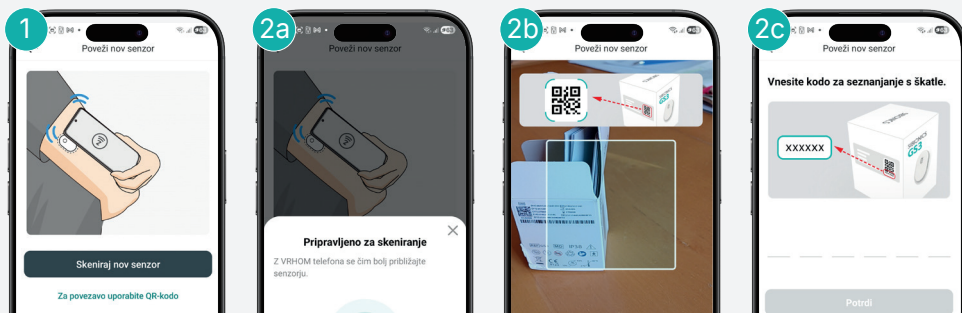 1
Poveži nov senzor
Skeniraj nov senzor
Za povezavo uporabite QR-kodo
2a
Poveži nov senzor
Pripravljeno za skeniranje
Z VRHOM telefona se čim bolj približajte
senzorju.
2b
Poveži nov senzor
2c
Poveži nov senzor
Vnesite kodo za seznanjanje s škatle.
XXXXXX
GS3
Potrdi